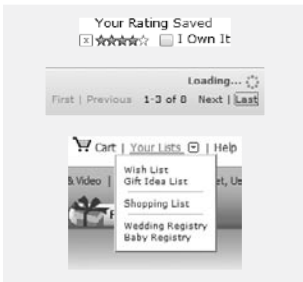 Your Rating Saved
x I Own It
Loading...
First | Previous 1-3 of 8 Next | Last
Cart | Your Lists | Help
Wish List
& Video | Gift Idea List et, Us
Shopping List
Wedding Registry
Baby Registry